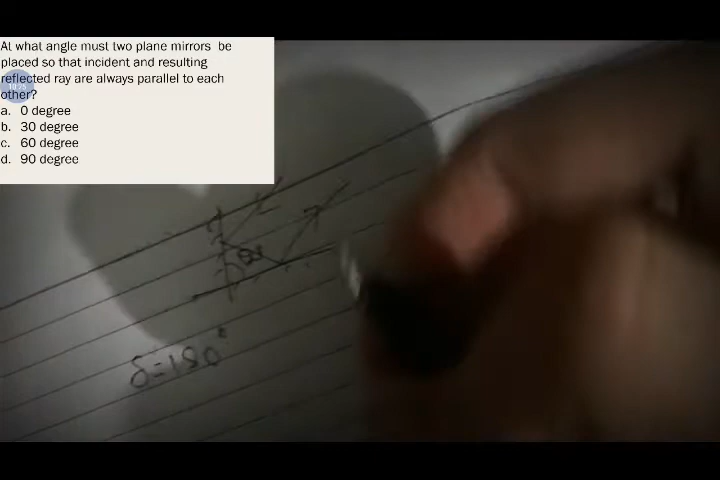 At what angle must two plane mirrors be
placed so that incident and resulting
reflected ray are always parallel to each
other?
a. 0 degree
b. 30 degree
c. 60 degree
d. 90 degree
δ=180°